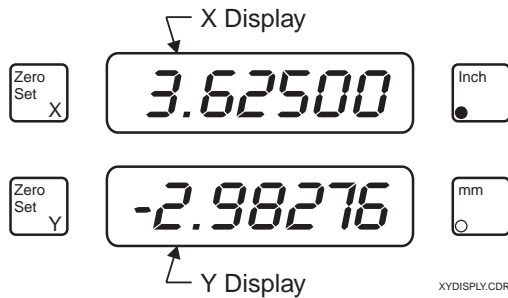 X Display
Zero
Set
X
3.62500
Inch
Zero
Set
Y
-2.98276
mm
Y Display
XYDISPLY.CDR